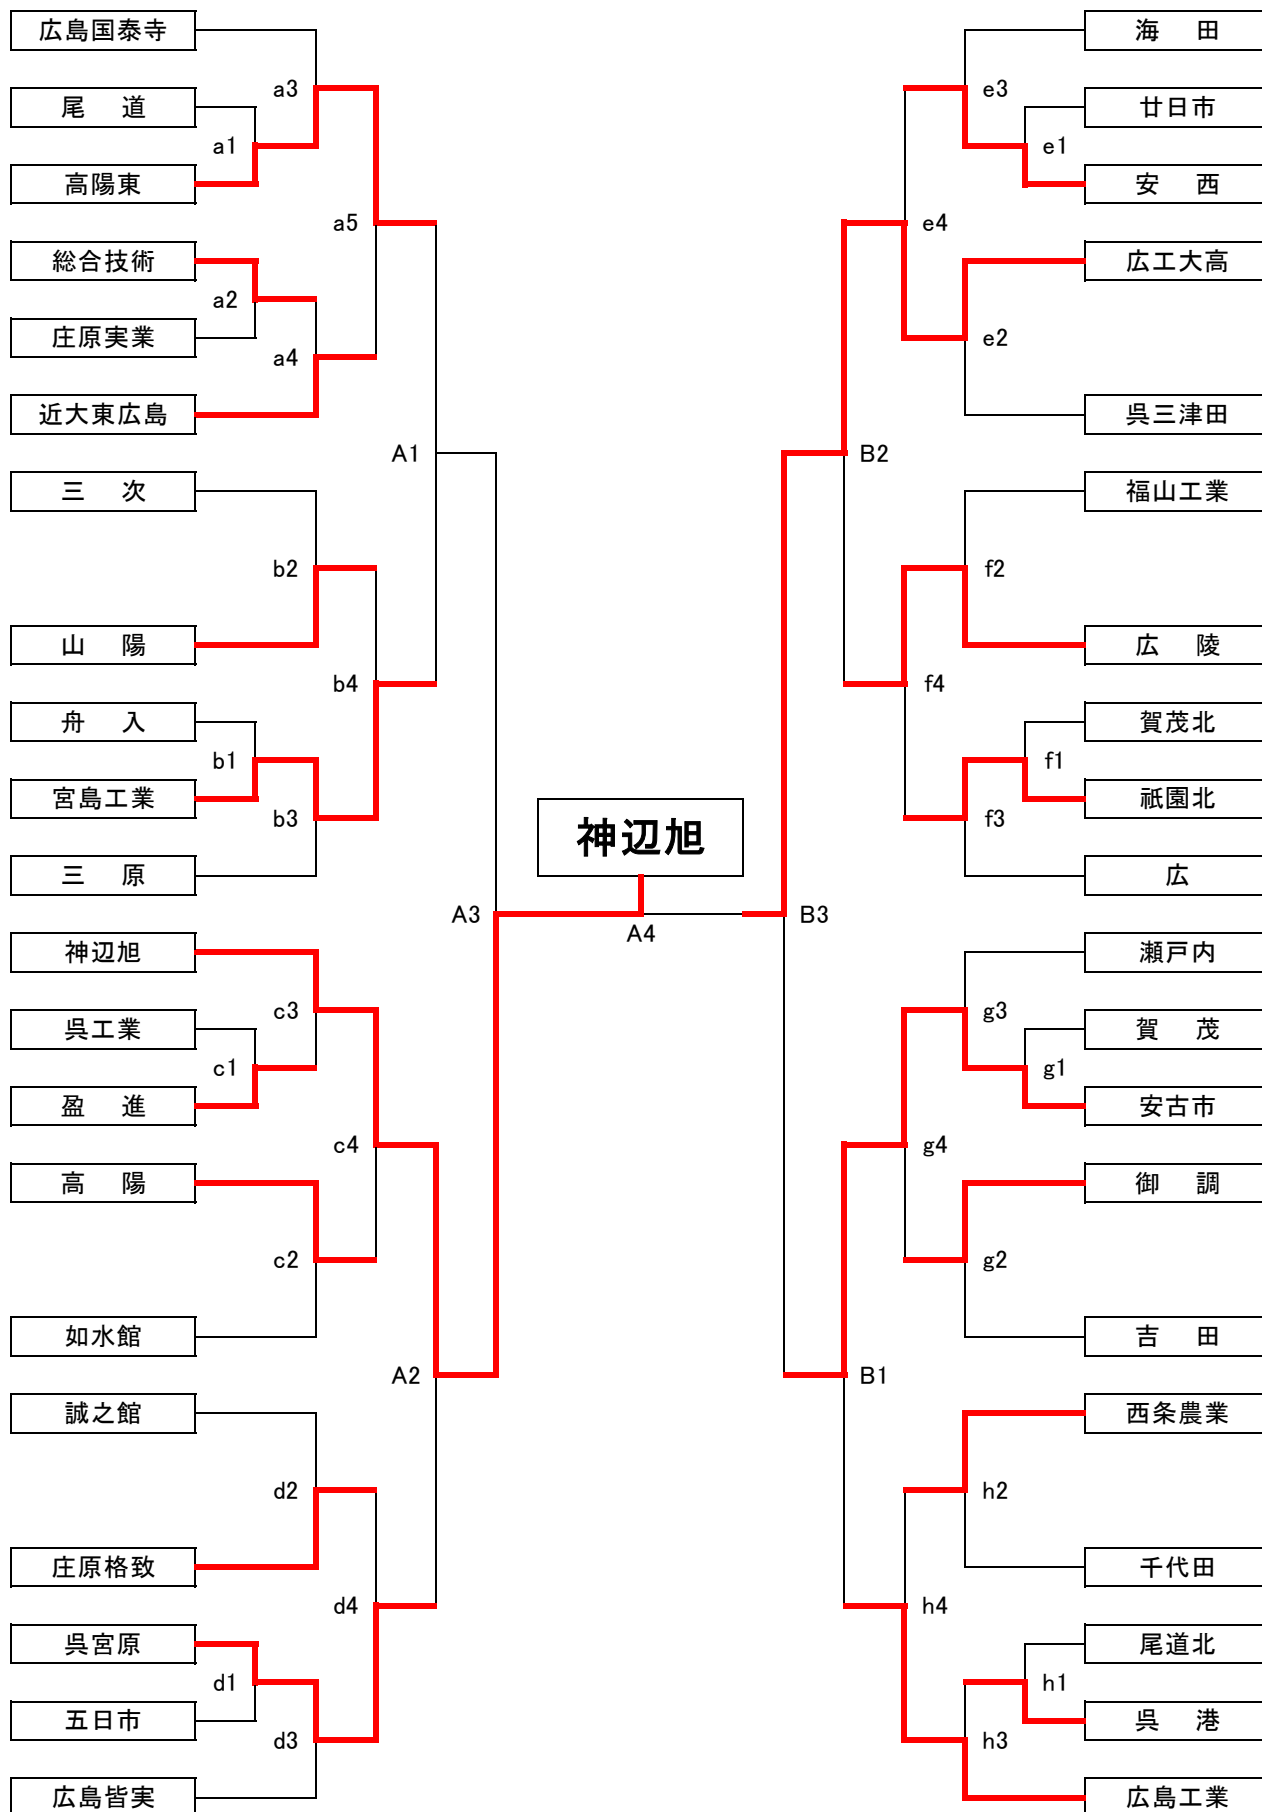 広島国泰寺
a3
尾　道
a1
高陽東
a5
総合技術
a2
庄原実業
a4
近大東広島
A1
三　次
b2
山　陽
b4
舟　入
b1
宮島工業
b3
三　原
A3
神辺旭
c3
呉工業
c1
盈　進
c4
高　陽
c2
如水館
A2
誠之館
d2
庄原格致
d4
呉宮原
d1
五日市
d3
広島皆実
神辺旭
A4
海　田
e3
廿日市
e1
安　西
e4
広工大高
e2
呉三津田
B2
福山工業
f2
広　陵
f4
賀茂北
f1
祇園北
f3
広
B3
瀬戸内
g3
賀　茂
g1
安古市
g4
御　調
g2
吉　田
B1
西条農業
h2
千代田
h4
尾道北
h1
呉　港
h3
広島工業